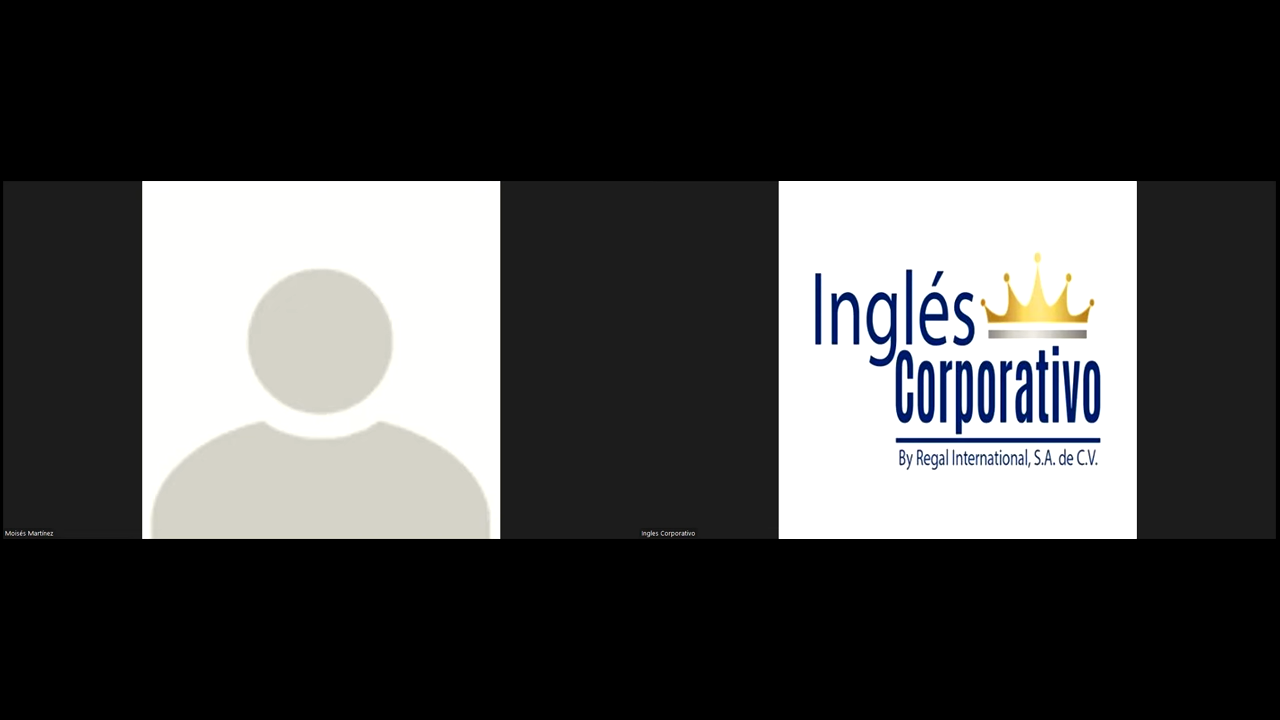 Inglés
Corporativo
By Regal International, S.A. de C.V.
Moisés Martínez
Ingles Corporativo